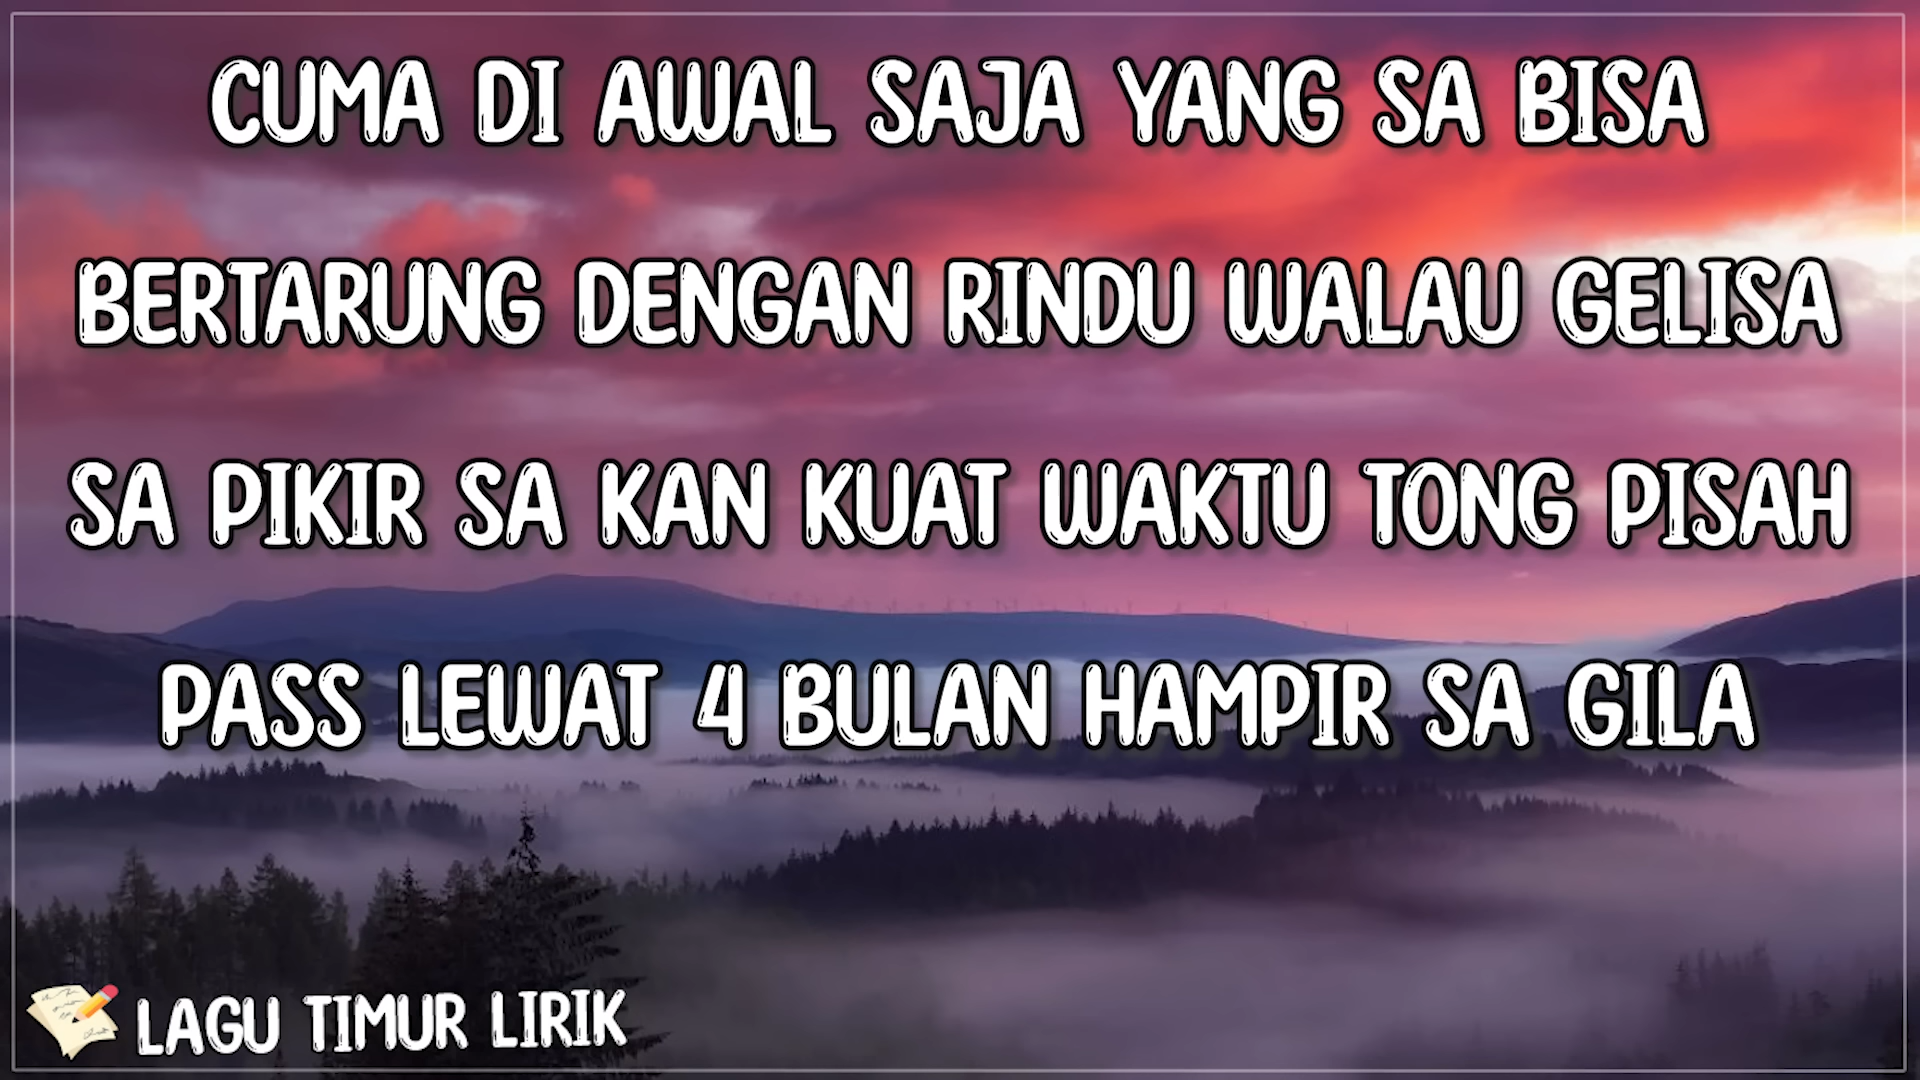 CUMA DI AWAL SAJA YANG SA BISA
BERTARUNG DENGAN RINDU WALAU GELISA
SA PIKIR SA KAN KUAT WAKTU TONG PISAH
PASS LEWAT 4 BULAN HAMPIR SA GILA
LAGU TIMUR LIRIK